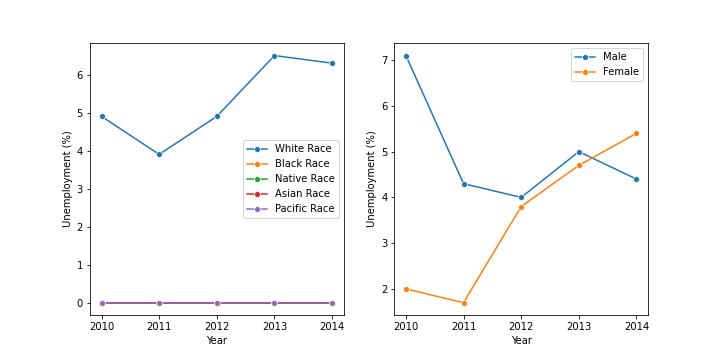 6
5
4
3
2
1
0
Unemployment (%)
2010 2011 2012 2013 2014
Year
White Race
Black Race
Native Race
Asian Race
Pacific Race
7
6
5
4
3
2
Unemployment (%)
2010 2011 2012 2013 2014
Year
Male
Female